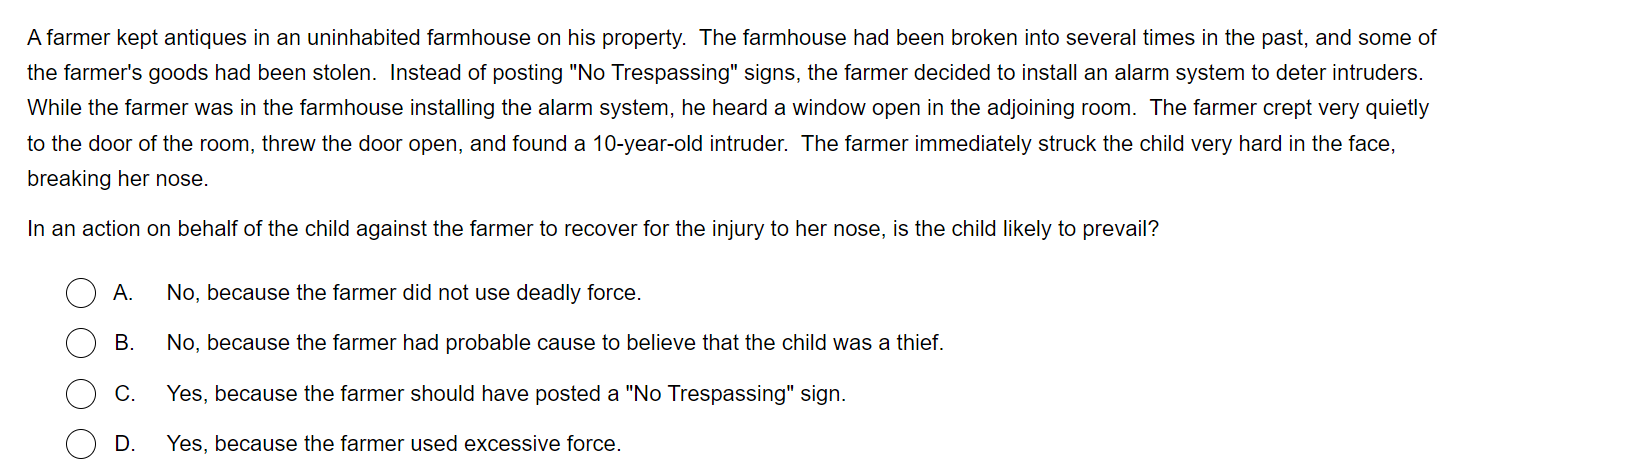 A farmer kept antiques in an uninhabited farmhouse on his property.  The farmhouse had been broken into several times in the past, and some of
the farmer's goods had been stolen.  Instead of posting "No Trespassing" signs, the farmer decided to install an alarm system to deter intruders.
While the farmer was in the farmhouse installing the alarm system, he heard a window open in the adjoining room.  The farmer crept very quietly
to the door of the room, threw the door open, and found a 10-year-old intruder.  The farmer immediately struck the child very hard in the face,
breaking her nose.
In an action on behalf of the child against the farmer to recover for the injury to her nose, is the child likely to prevail?
A. No, because the farmer did not use deadly force.
B. No, because the farmer had probable cause to believe that the child was a thief.
C. Yes, because the farmer should have posted a "No Trespassing" sign.
D. Yes, because the farmer used excessive force.